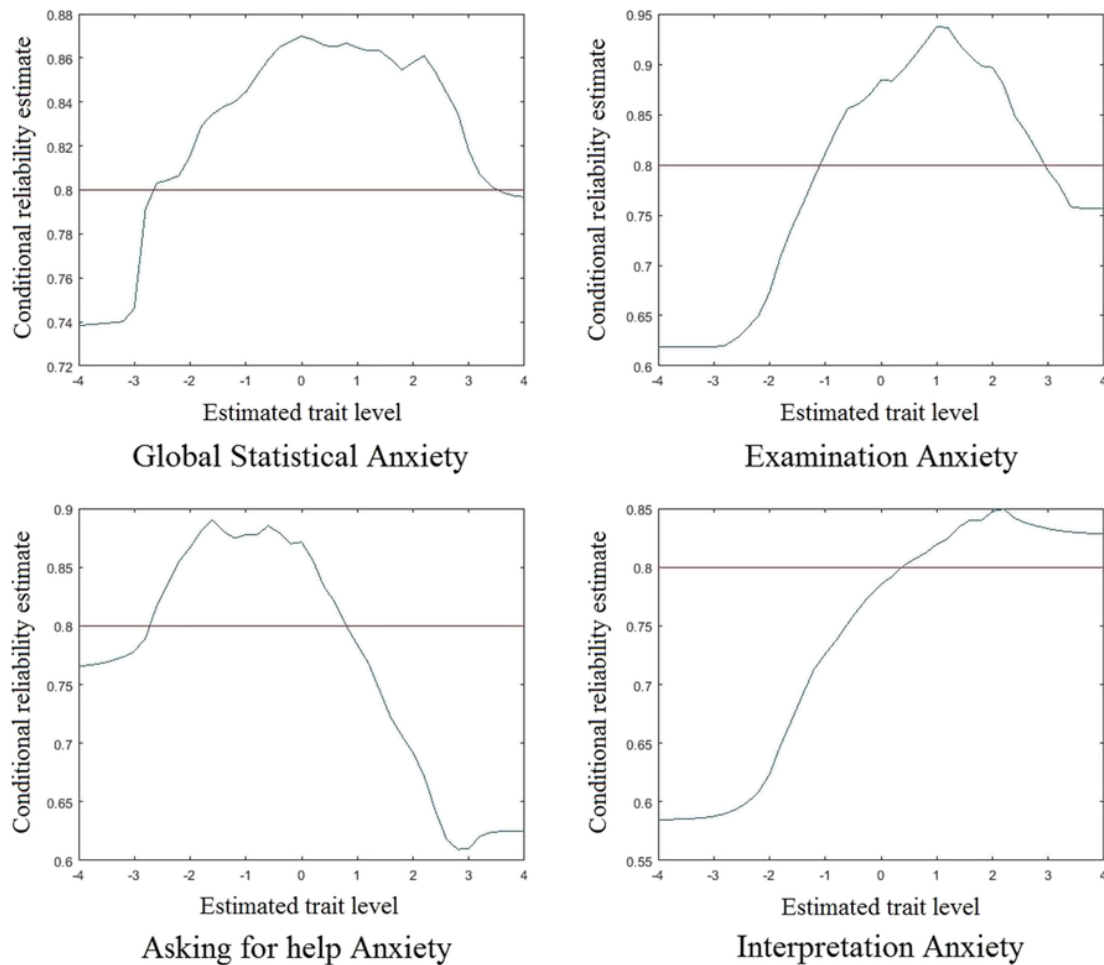 Conditional reliability estimate
0.88
0.86
0.84
0.82
0.8
0.78
0.76
0.74
0.72
-4 -3 -2 -1 0 1 2 3 4
Estimated trait level
Global Statistical Anxiety
Conditional reliability estimate
0.95
0.9
0.85
0.8
0.75
0.7
0.65
0.6
-4 -3 -2 -1 0 1 2 3 4
Estimated trait level
Examination Anxiety
Conditional reliability estimate
0.9
0.85
0.8
0.75
0.7
0.65
0.6
-4 -3 -2 -1 0 1 2 3 4
Estimated trait level
Asking for help Anxiety
Conditional reliability estimate
0.85
0.8
0.75
0.7
0.65
0.6
0.55
-4 -3 -2 -1 0 1 2 3 4
Estimated trait level
Interpretation Anxiety